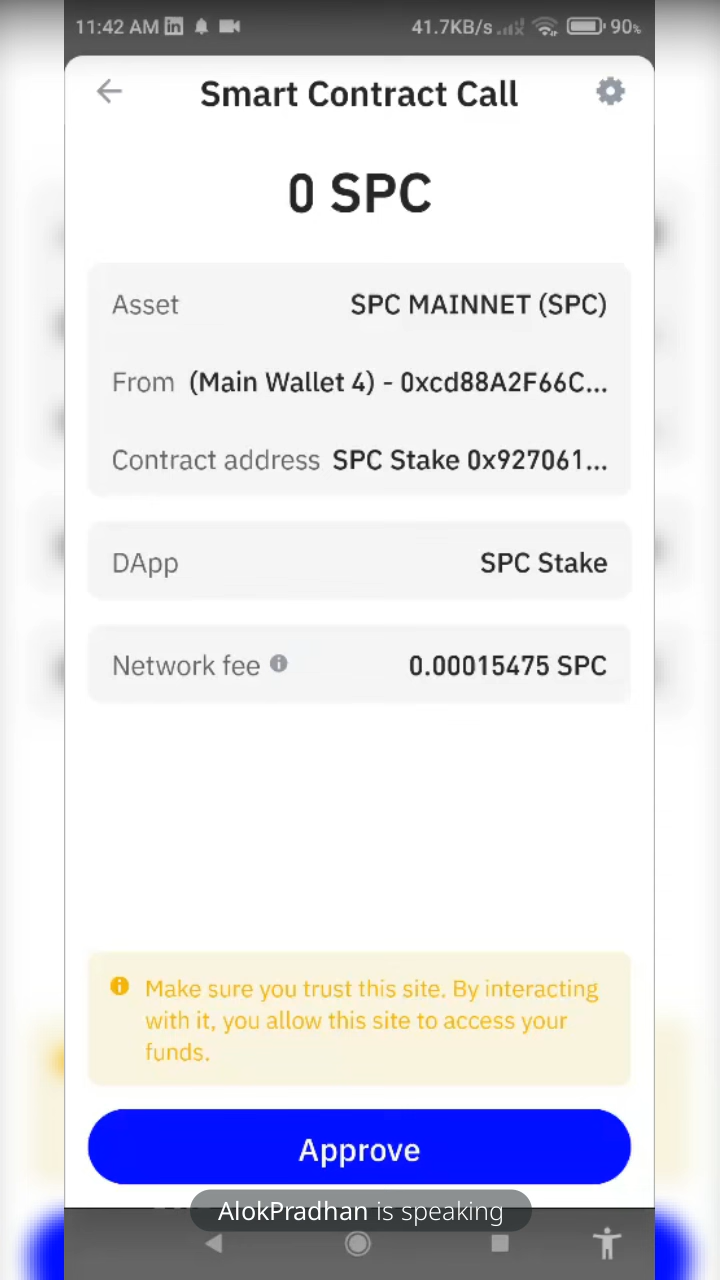 11:42 AM in 41.7KB/s 90%
Smart Contract Call
0 SPC
Asset SPC MAINNET (SPC)
From (Main Wallet 4) - 0xcd88A2F66C...
Contract address SPC Stake 0x927061...
DApp SPC Stake
Network fee 0.00015475 SPC
Make sure you trust this site. By interacting
with it, you allow this site to access your
funds.
Approve
AlokPradhan is speaking